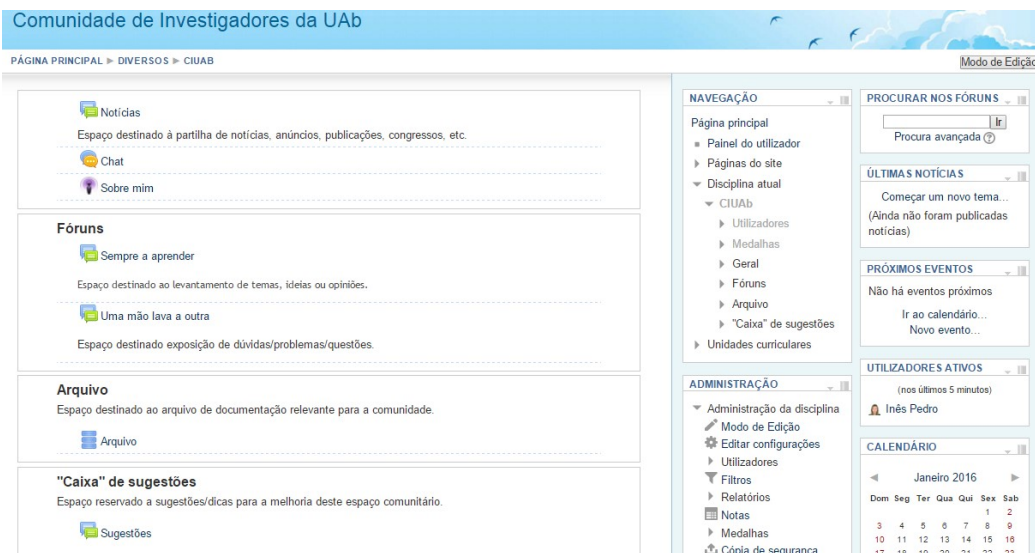 Comunidade de Investigadores da UAb
PÁGINA PRINCIPAL ► DIVERSOS ► CIUAB
Modo de Edição
Notícias
Espaço destinado à partilha de notícias, anúncios, publicações, congressos, etc.
Chat
Sobre mim
Fóruns
Sempre a aprender
Espaço destinado ao levantamento de temas, ideias ou opiniões.
Uma mão lava a outra
Espaço destinado exposição de dúvidas/problemas/questões.
Arquivo
Espaço destinado ao arquivo de documentação relevante para a comunidade.
Arquivo
"Caixa" de sugestões
Espaço reservado a sugestões/dicas para a melhoria deste espaço comunitário.
Sugestões
NAVEGAÇÃO
Página principal
Painel do utilizador
Páginas do site
Disciplina atual
CIUAb
Utilizadores
Medalhas
Geral
Fóruns
Arquivo
"Caixa" de sugestões
Unidades curriculares
ADMINISTRAÇÃO
Administração da disciplina
Modo de Edição
Editar configurações
Utilizadores
Filtros
Relatórios
Notas
Medalhas
Cópia de segurança
PROCURAR NOS FÓRUNS
Ir
Procura avançada ?
ÚLTIMAS NOTÍCIAS
Começar um novo tema...
(Ainda não foram publicadas
notícias)
PRÓXIMOS EVENTOS
Não há eventos próximos
Ir ao calendário...
Novo evento...
UTILIZADORES ATIVOS
(nos últimos 5 minutos)
Inês Pedro
CALENDÁRIO
◄ Janeiro 2016 ►
Dom Seg Ter Qua Qui Sex Sab
1 2
3 4 5 6 7 8 9
10 11 12 13 14 15 16
17 18 19 20 21 22 23